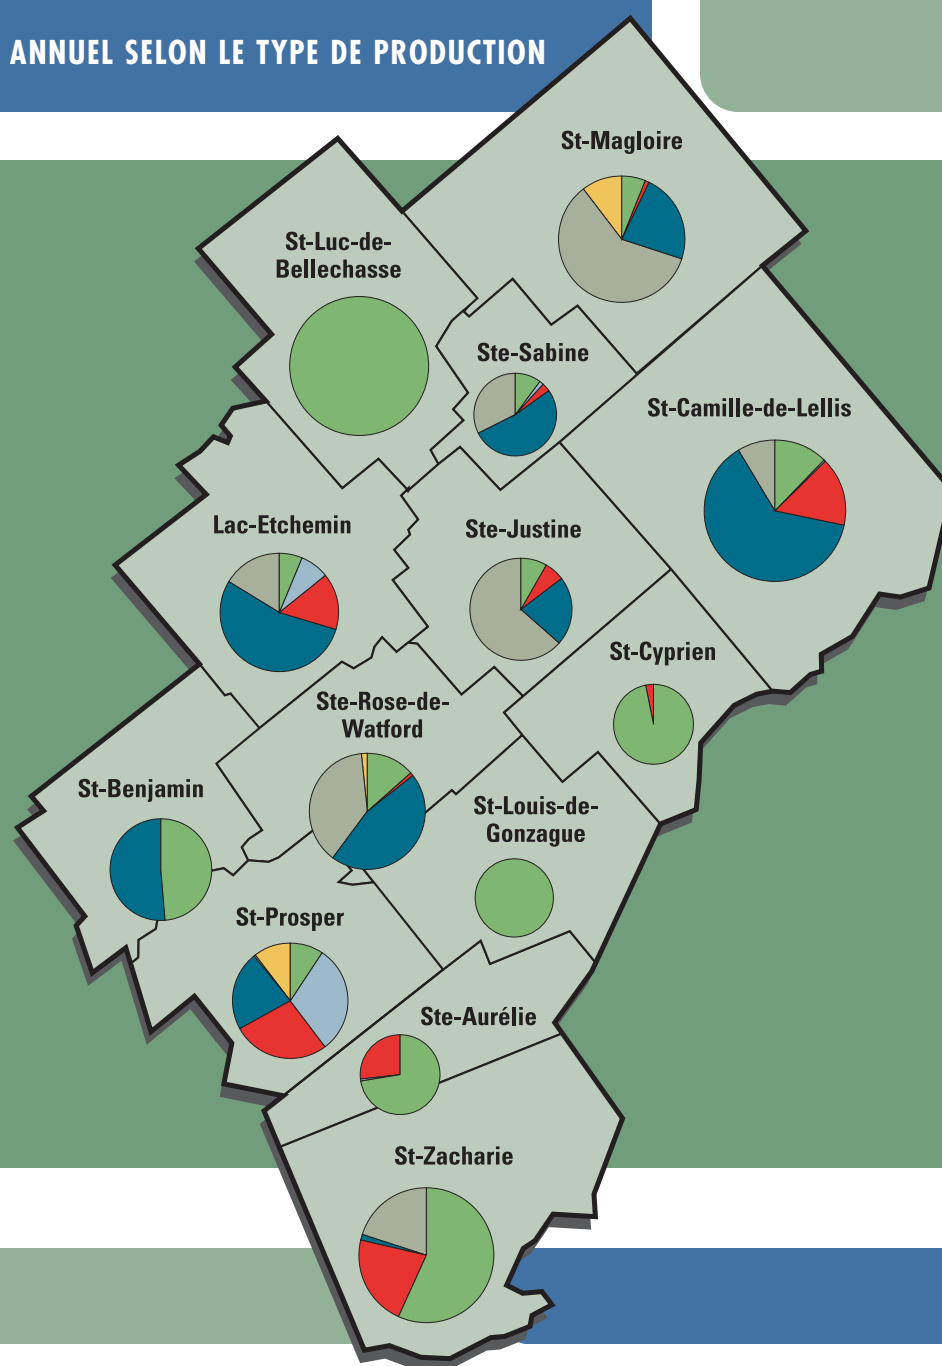 ANNUEL SELON LE TYPE DE PRODUCTION
St-Magloire
St-Luc-de-
Bellechasse
Ste-Sabine
St-Camille-de-Lellis
Lac-Etchemin
Ste-Justine
St-Cyprien
Ste-Rose-de-
Watford
St-Benjamin
St-Louis-de-
Gonzague
St-Prosper
Ste-Aurélie
St-Zacharie